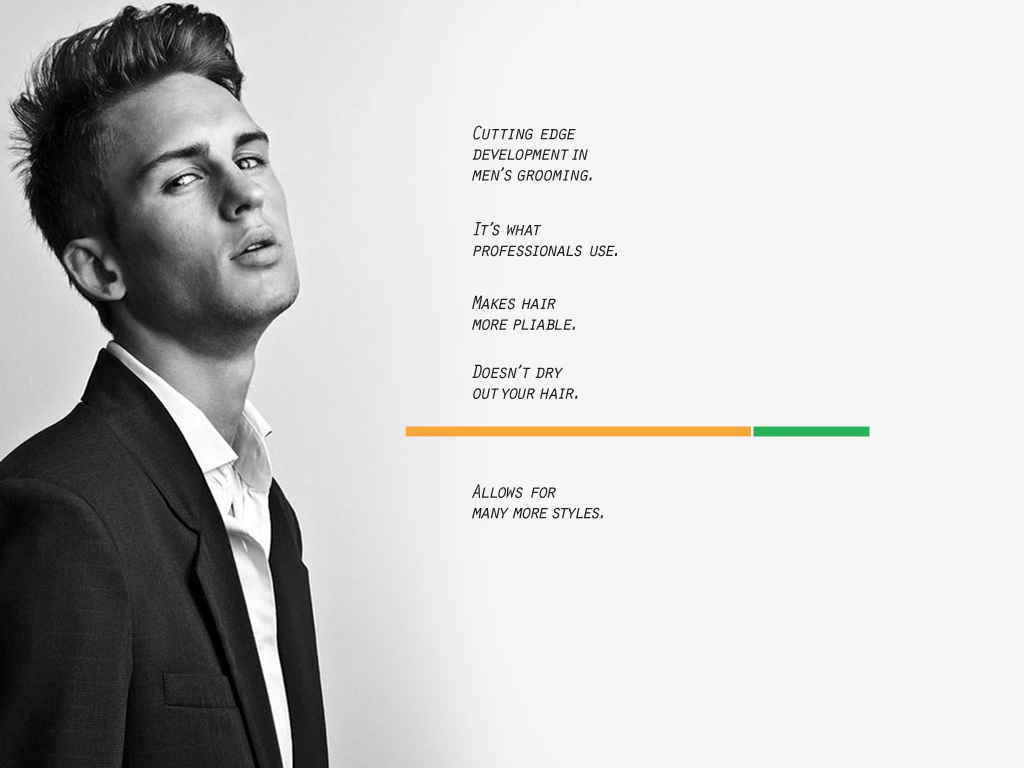 Cutting edge
development in
men's grooming.
It's what
professionals use.
Makes hair
more pliable.
Doesn't dry
out your hair.
Allows for
many more styles.